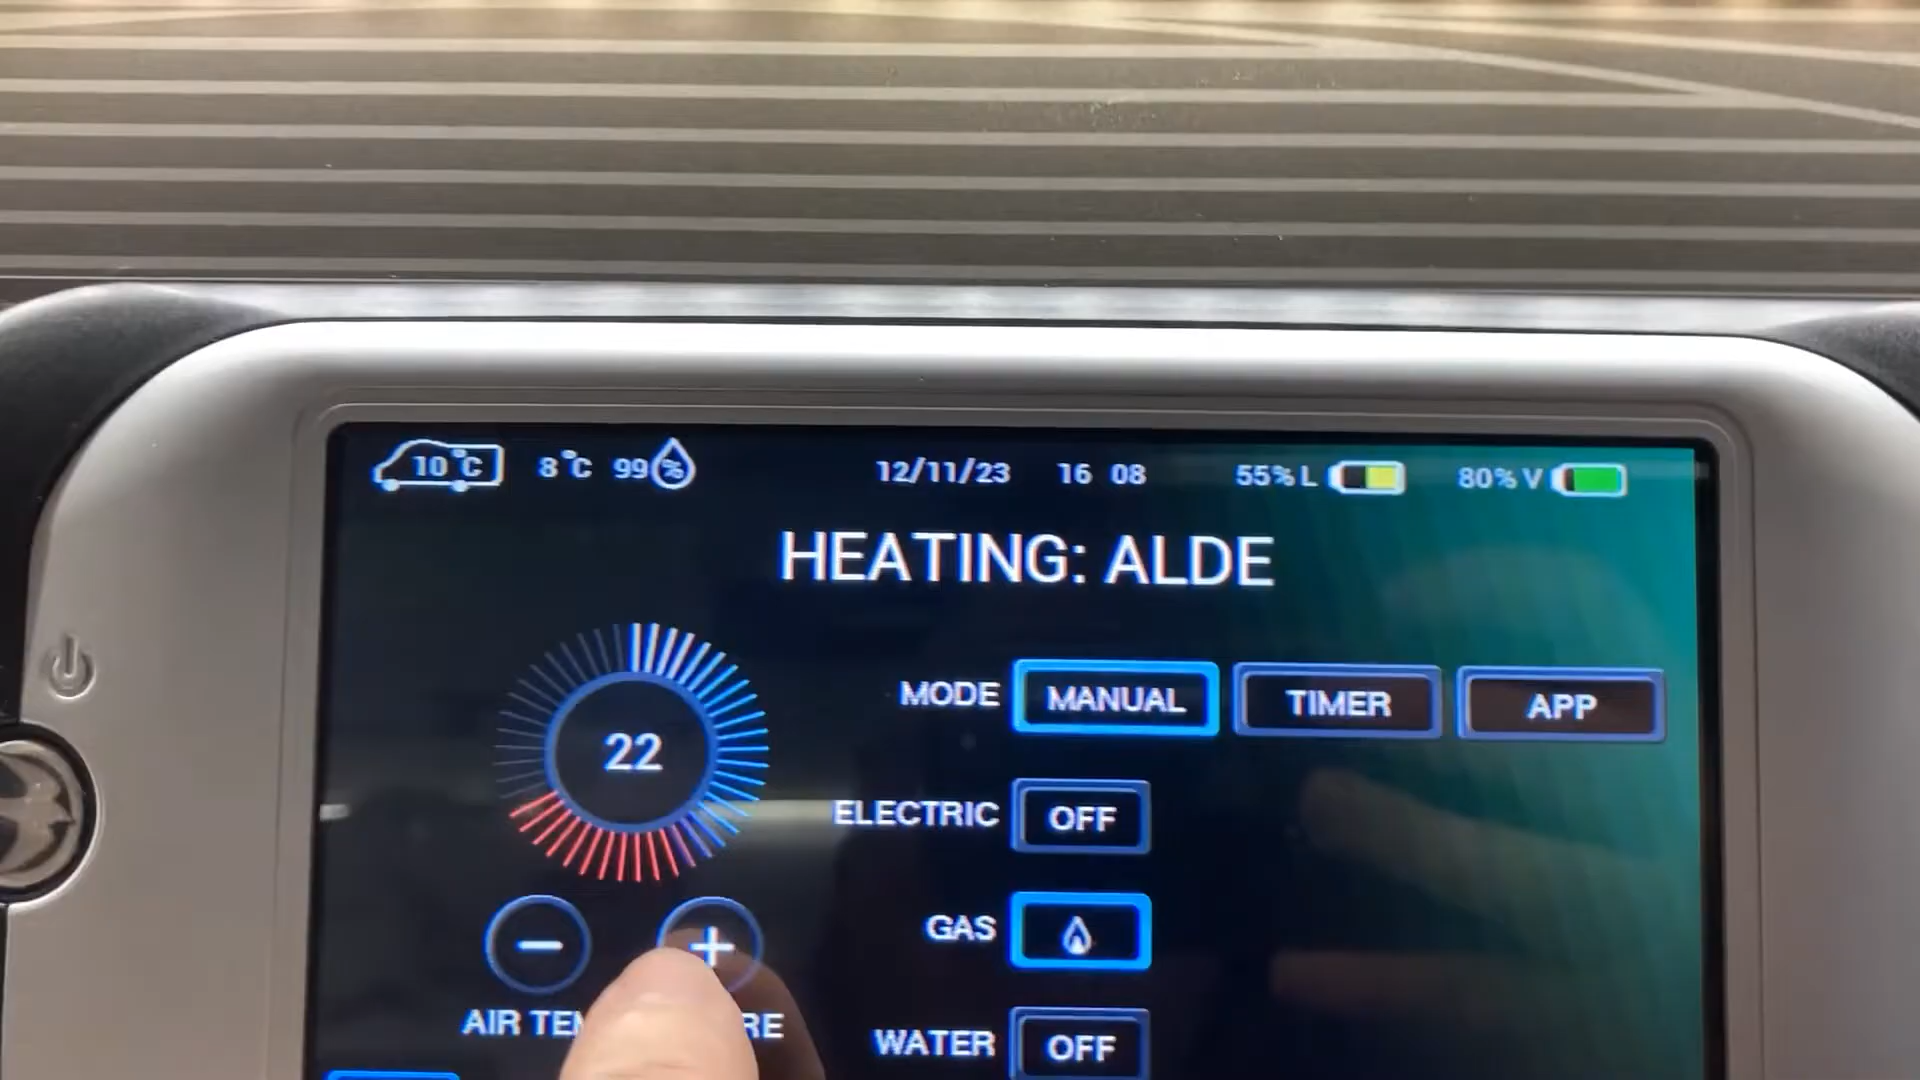 10°C 8°C 99% 12/11/23 16 08 55% L 80% V
HEATING: ALDE
22
MODE MANUAL TIMER APP
ELECTRIC OFF
GAS
− +
AIR
WATER OFF